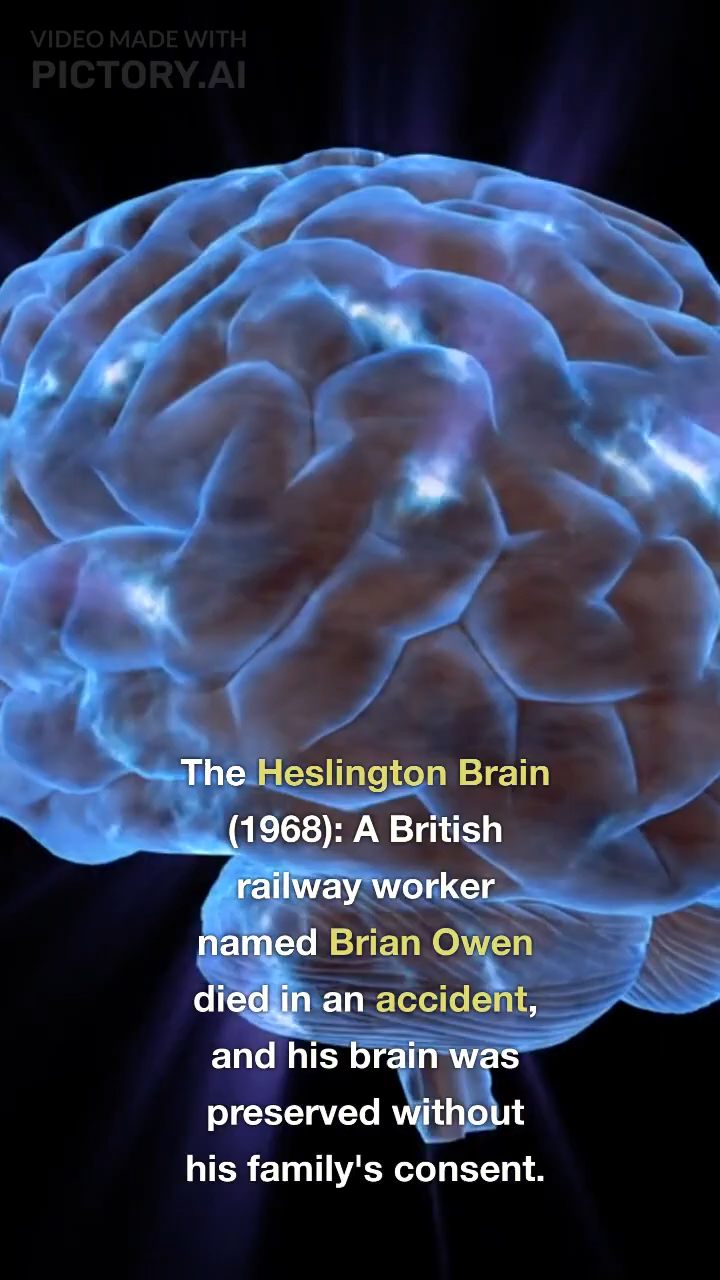 VIDEO MADE WITH
PICTORY.AI
The Heslington Brain
(1968): A British
railway worker
named Brian Owen
died in an accident,
and his brain was
preserved without
his family's consent.